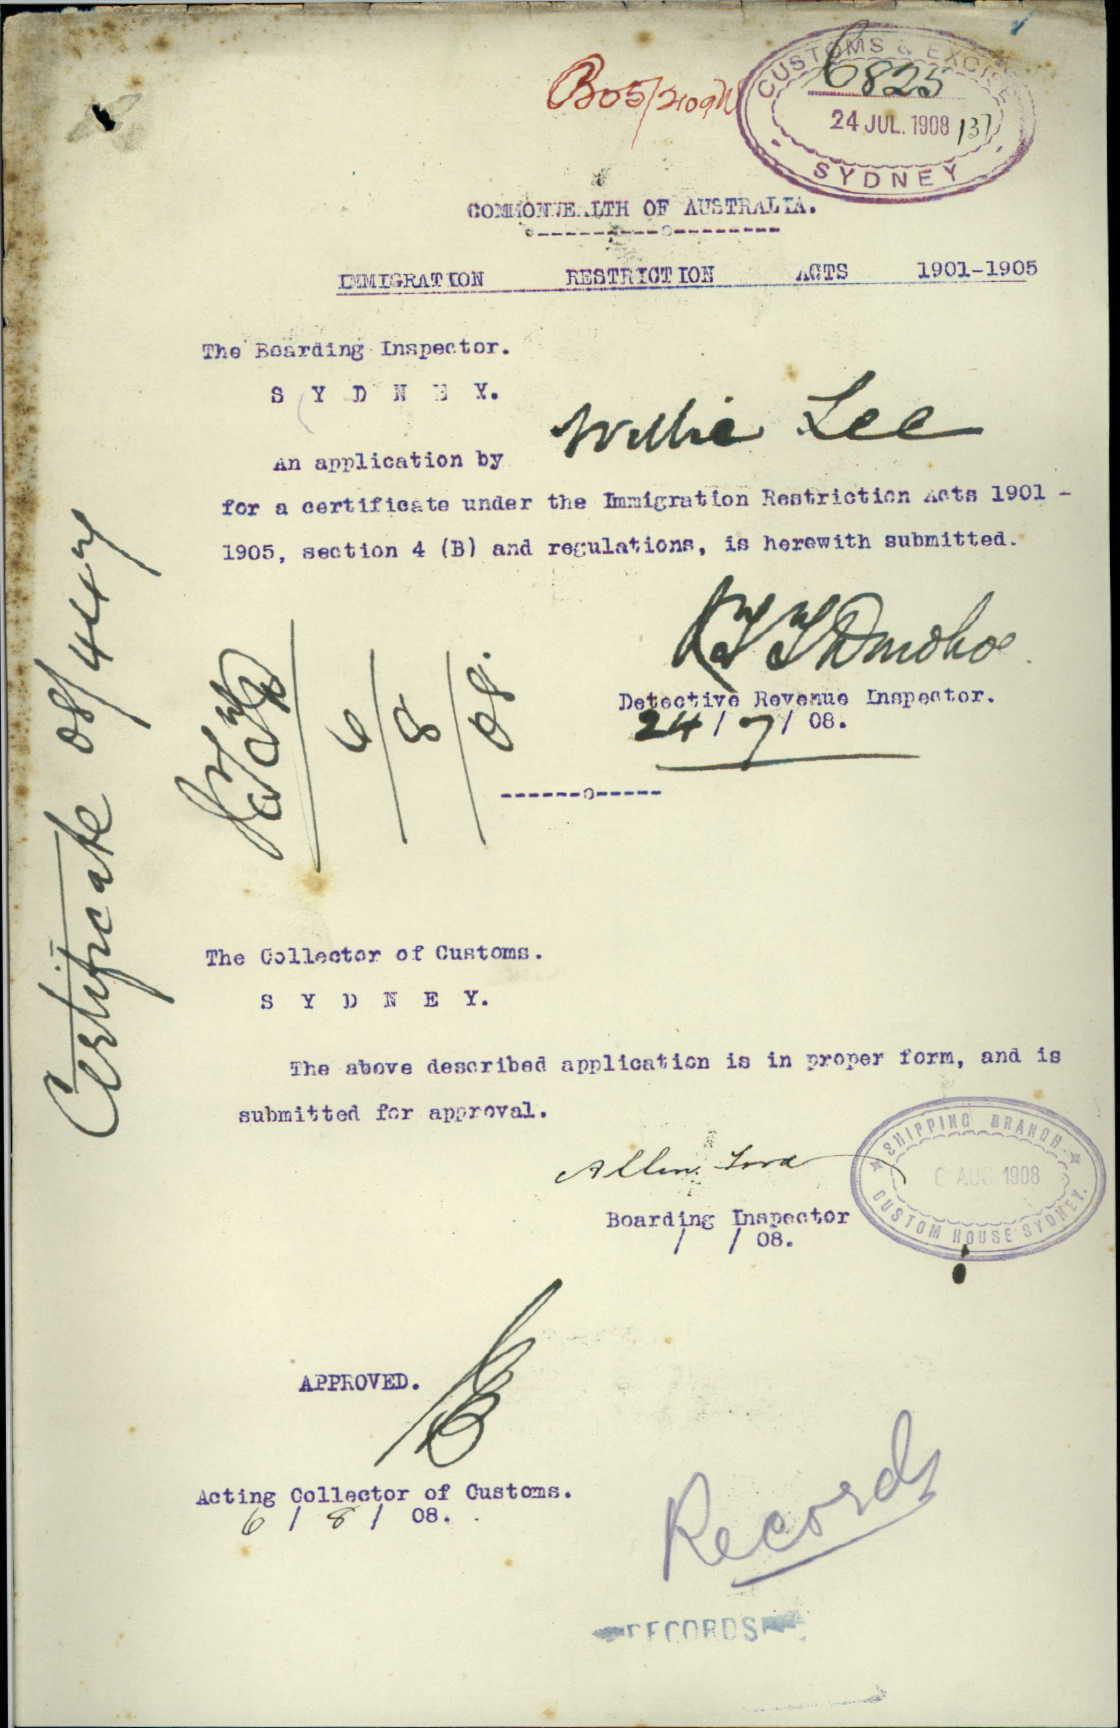 B05/
CUSTOMS & EXCISE
C6825
24 JUL. 1908
137
SYDNEY
COMMONWEALTH OF AUSTRALIA.
IMMIGRATION RESTRICTION ACTS 1901-1905
The Boarding Inspector.
S Y D N E Y.
Willie Lee
An application by
for a certificate under the Immigration Restriction Acts 1901 -
1905, section 4 (B) and regulations, is herewith submitted.
Donohoe
Detective Revenue Inspector.
24 / 7 / 08.
------o-----
6/8/08.
Certificate 08/447
The Collector of Customs.
S Y D N E Y.
The above described application is in proper form, and is
submitted for approval.
Allen
SHIPPING BRANCH
6 AUG 1908
CUSTOM HOUSE SYDNEY.
Boarding Inspector
/ / 08.
APPROVED.
Acting Collector of Customs.
6 / 8 / 08.
Records
RECORDS